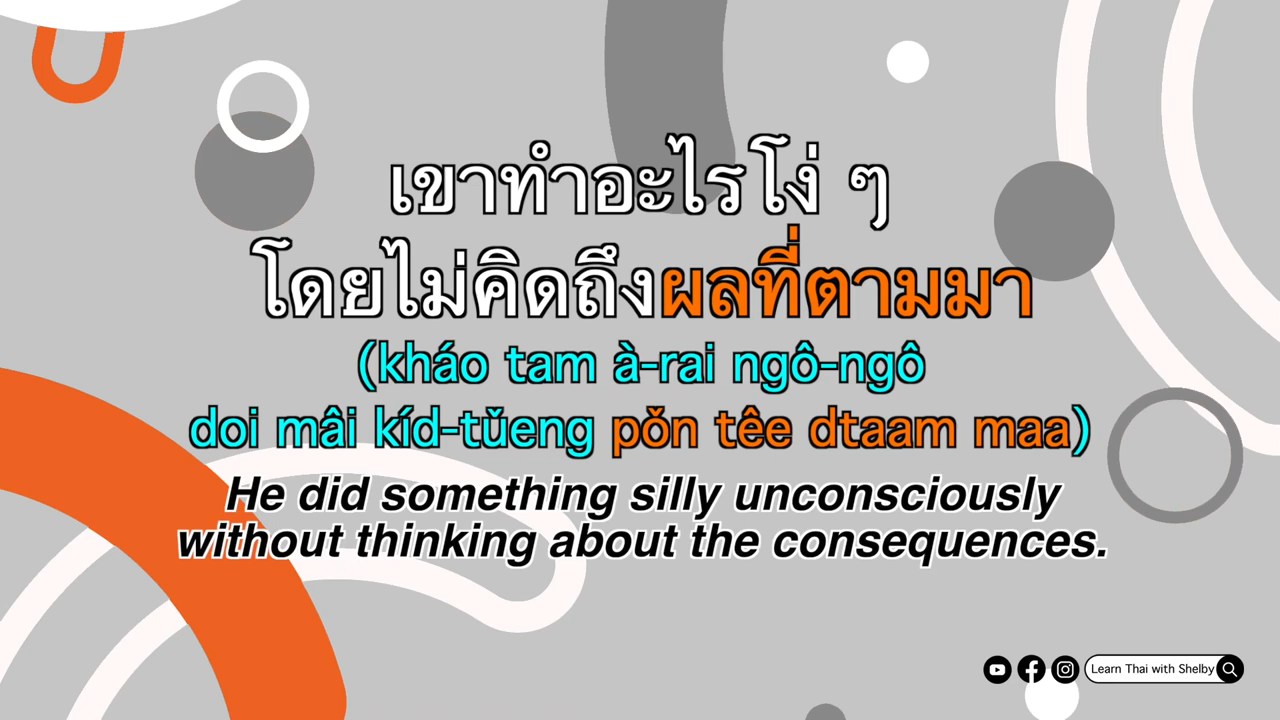 เขาทำอะไรโง่ ๆ
โดยไม่คิดถึงผลที่ตามมา
(kháo tam à-rai ngô-ngô
doi mâi kíd-tǔeng pǒn têe dtaam maa)
He did something silly unconsciously
without thinking about the consequences.
Learn Thai with Shelby